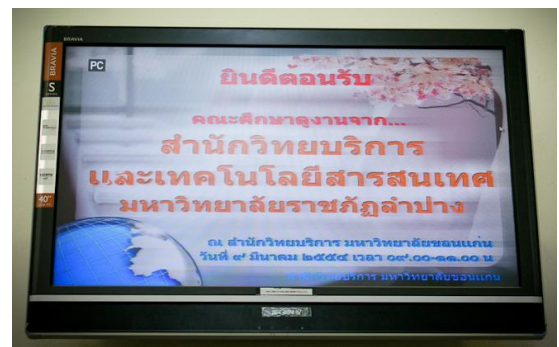 BRAVIA
BRAVIA
S
40"
PC
ยินดีต้อนรับ
คณะศึกษาดูงานจาก...
สำนักวิทยบริการ
และเทคโนโลยีสารสนเทศ
มหาวิทยาลัยราชภัฏลำปาง
ณ สำนักวิทยบริการ มหาวิทยาลัยขอนแก่น
วันที่ ๙ มีนาคม ๒๕๕๔ เวลา ๐๙.๐๐-๑๑.๐๐ น
สำนักวิทยบริการ มหาวิทยาลัยขอนแก่น
SONY